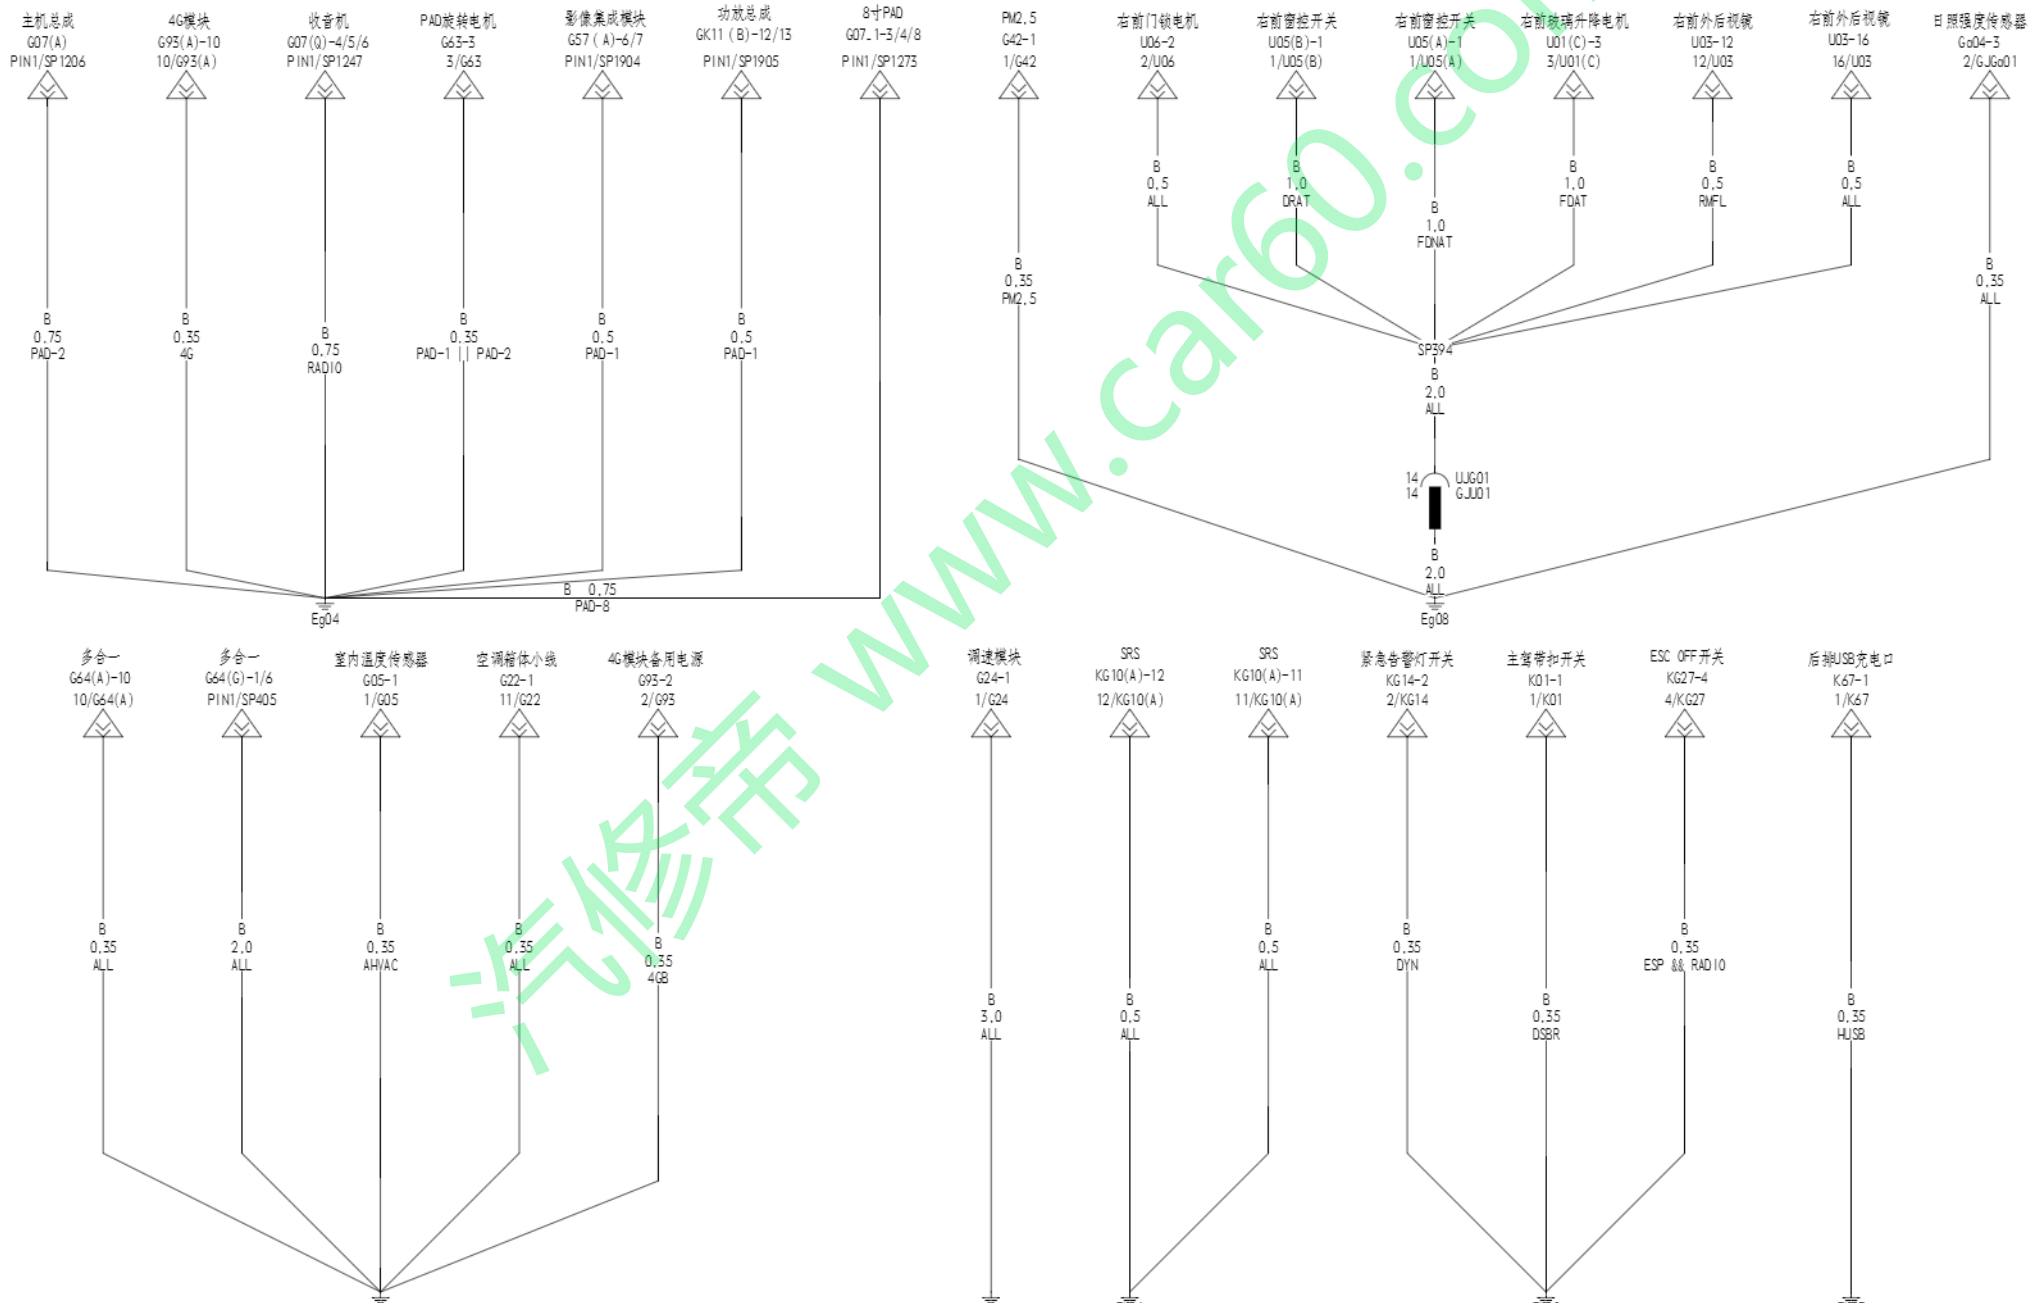 主机总成
G07(A)
PIN1/SP1206
4G模块
G93(A)-10
10/G93(A)
收音机
G07(Q)-4/5/6
PIN1/SP1247
PAD旋转电机
G63-3
3/G63
影像集成模块
G57 ( A)-6/7
PIN1/SP1904
功放总成
GK11 (B)-12/13
PIN1/SP1905
8寸PAD
G07_1-3/4/8
PIN1/SP1273
PM2.5
G42-1
1/G42
右前门锁电机
U06-2
2/U06
右前窗控开关
U05(B)-1
1/U05(B)
右前窗控开关
U05(A)-1
1/U05(A)
右前玻璃升降电机
U01(C)-3
3/U01(C)
右前外后视镜
U03-12
12/U03
右前外后视镜
U03-16
16/U03
日照强度传感器
Ga04-3
2/GJGa01
B
0.75
PAD-2
B
0.35
4G
B
0.75
RADIO
B
0.35
PAD-1 || PAD-2
B
0.5
PAD-1
B
0.5
PAD-1
B 0.75
PAD-8
Eg04
B
0.35
PM2.5
B
0.5
ALL
B
1.0
DRAT
B
1.0
FDNAT
B
1.0
FDAT
B
0.5
RMFL
B
0.5
ALL
B
0.35
ALL
SP394
B
2.0
ALL
14 UJG01
14 GJU01
B
2.0
ALL
Eg08
多合一
G64(A)-10
10/G64(A)
多合一
G64(G)-1/6
PIN1/SP405
室内温度传感器
G05-1
1/G05
空调箱体小线
G22-1
11/G22
4G模块备用电源
G93-2
2/G93
调速模块
G24-1
1/G24
SRS
KG10(A)-12
12/KG10(A)
SRS
KG10(A)-11
11/KG10(A)
紧急告警灯开关
KG14-2
2/KG14
主驾带扣开关
K01-1
1/K01
ESC OFF开关
KG27-4
4/KG27
后排USB充电口
K67-1
1/K67
B
0.35
ALL
B
2.0
ALL
B
0.35
AHVAC
B
0.35
ALL
B
0.35
4GB
B
3.0
ALL
B
0.5
ALL
B
0.5
ALL
B
0.35
DYN
B
0.35
DSBR
B
0.35
ESP && RADIO
B
0.35
HUSB
汽修帝 www.car60.com